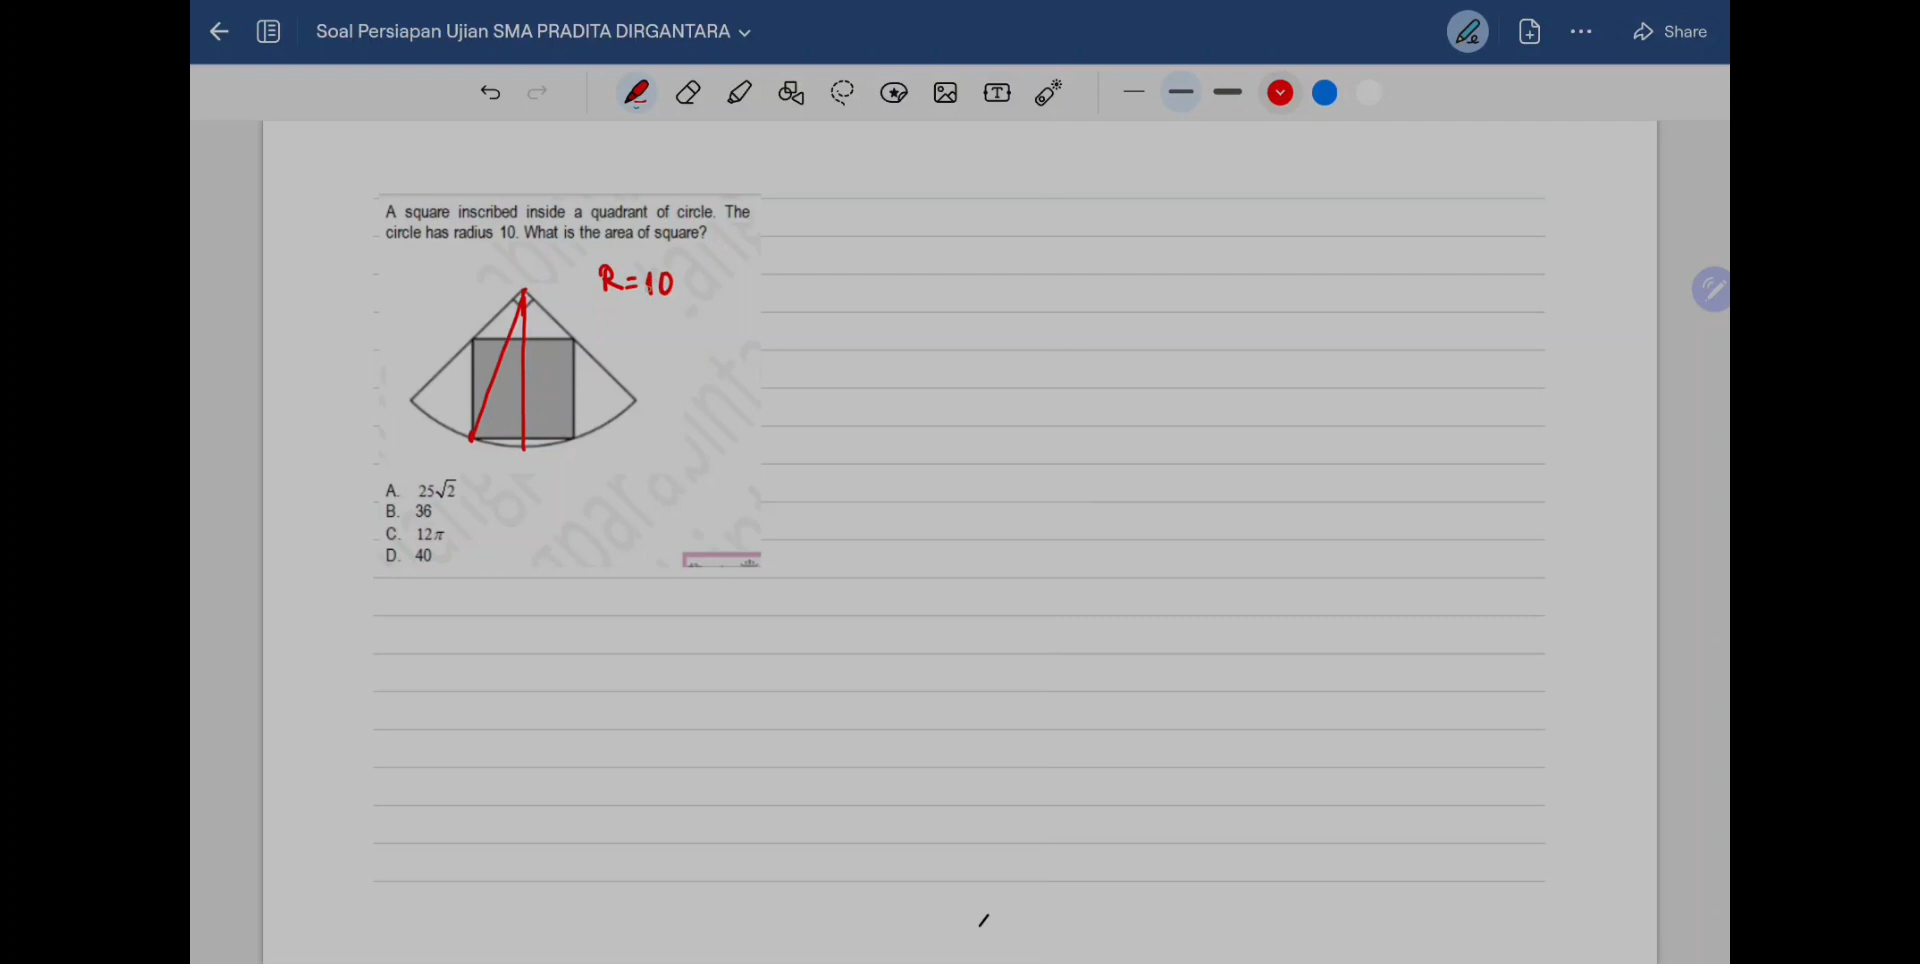 Soal Persiapan Ujian SMA PRADITA DIRGANTARA
Share
A square inscribed inside a quadrant of circle. The
circle has radius 10. What is the area of square?
R=10
A. 25√2
B. 36
C. 12π
D. 40